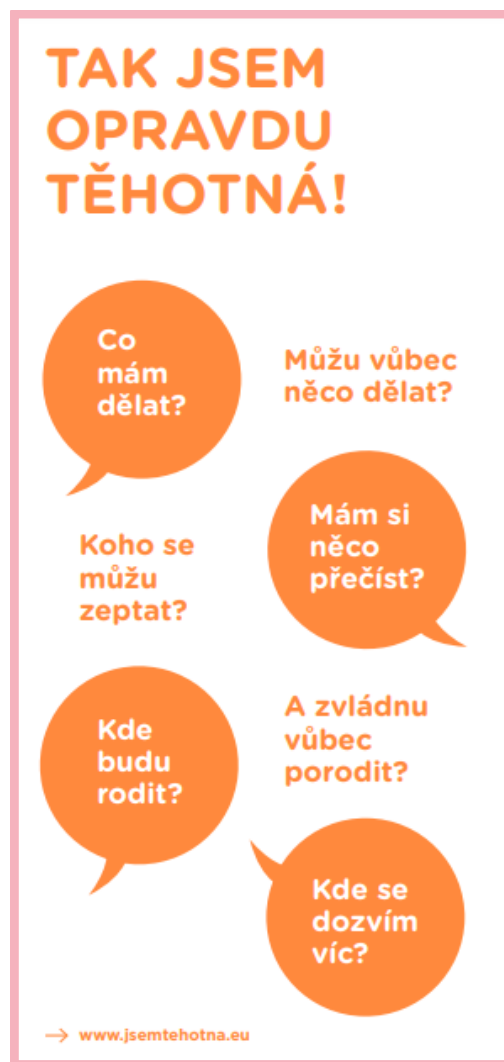 TAK JSEM
OPRAVDU
TĚHOTNÁ!
Co
mám
dělat?
Můžu vůbec
něco dělat?
Koho se
můžu
zeptat?
Mám si
něco
přečíst?
Kde
budu
rodit?
A zvládnu
vůbec
porodit?
Kde se
dozvím
víc?
→ www.jsemtehotna.eu